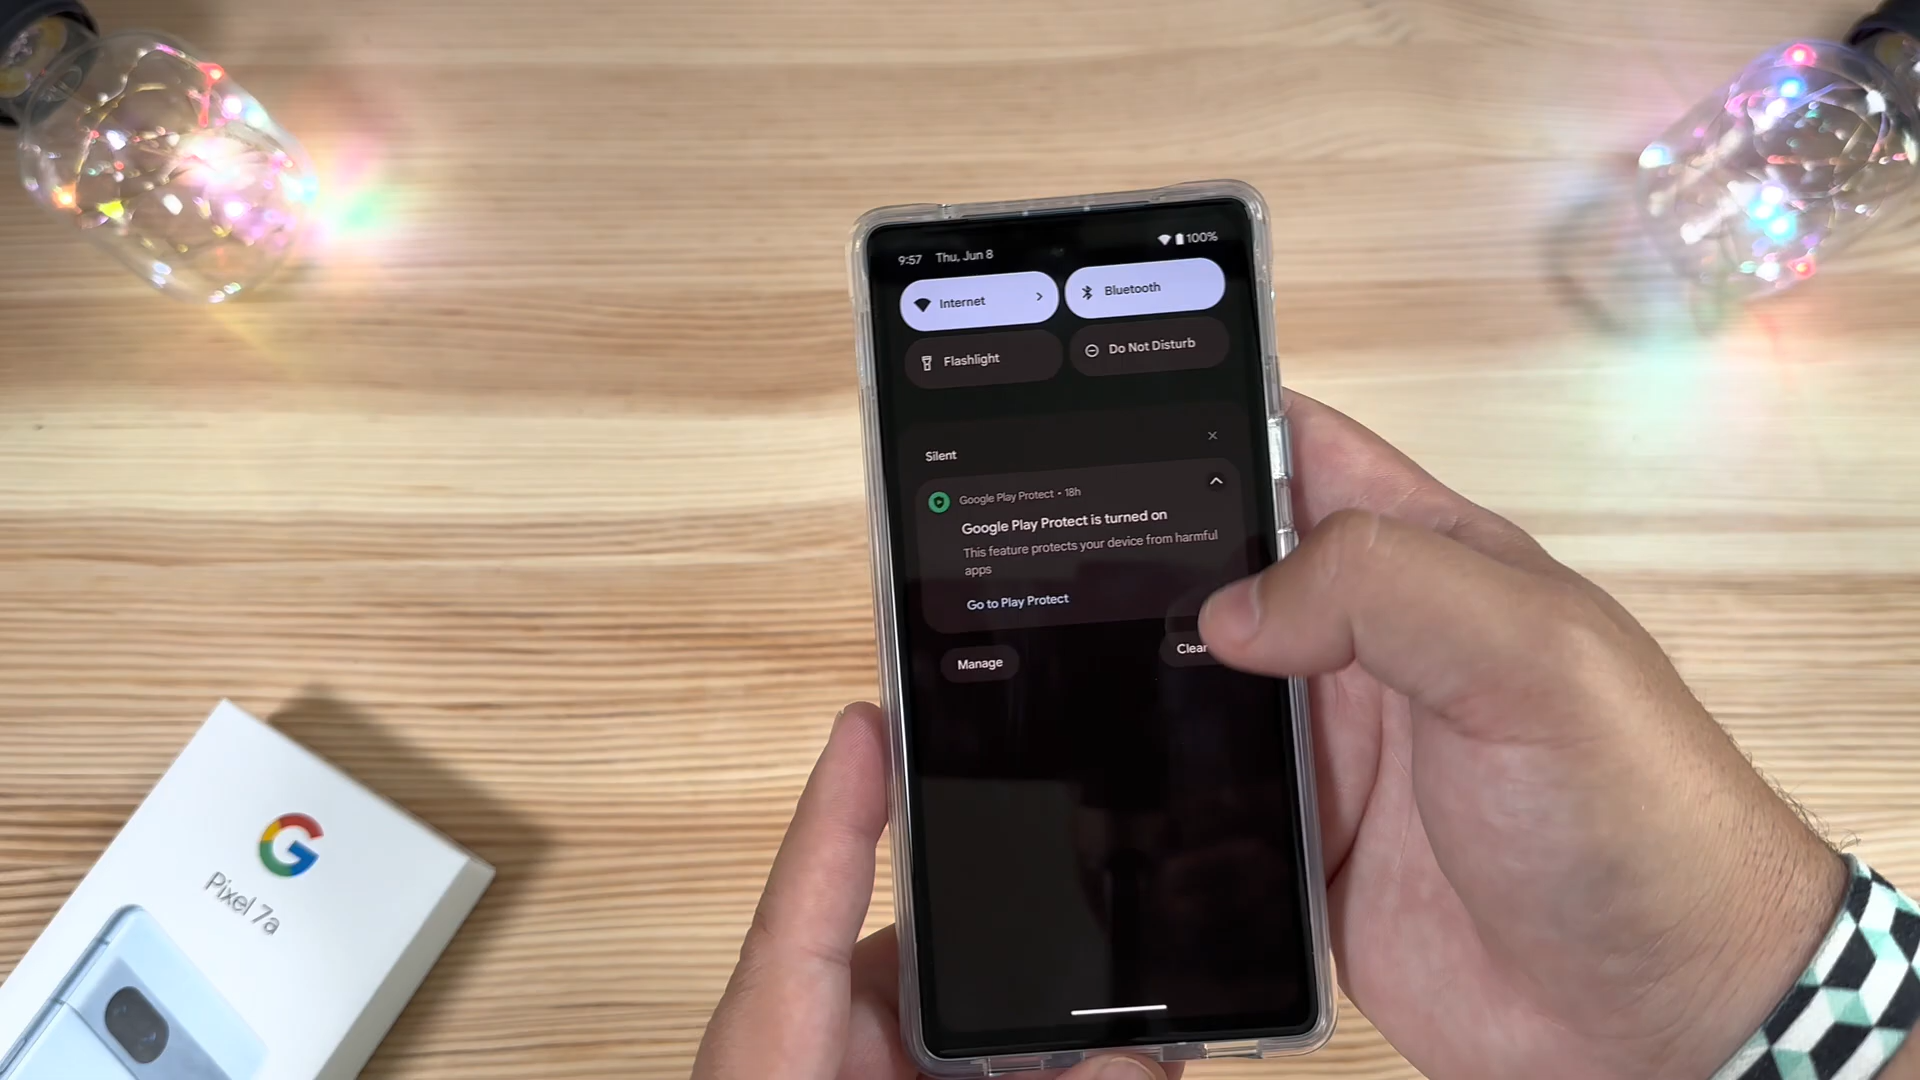 9:57 Thu, Jun 8 100%
Internet
Bluetooth
Flashlight
Do Not Disturb
Silent
Google Play Protect • 18h
Google Play Protect is turned on
This feature protects your device from harmful
apps
Go to Play Protect
Manage
Clear
G
Pixel 7a